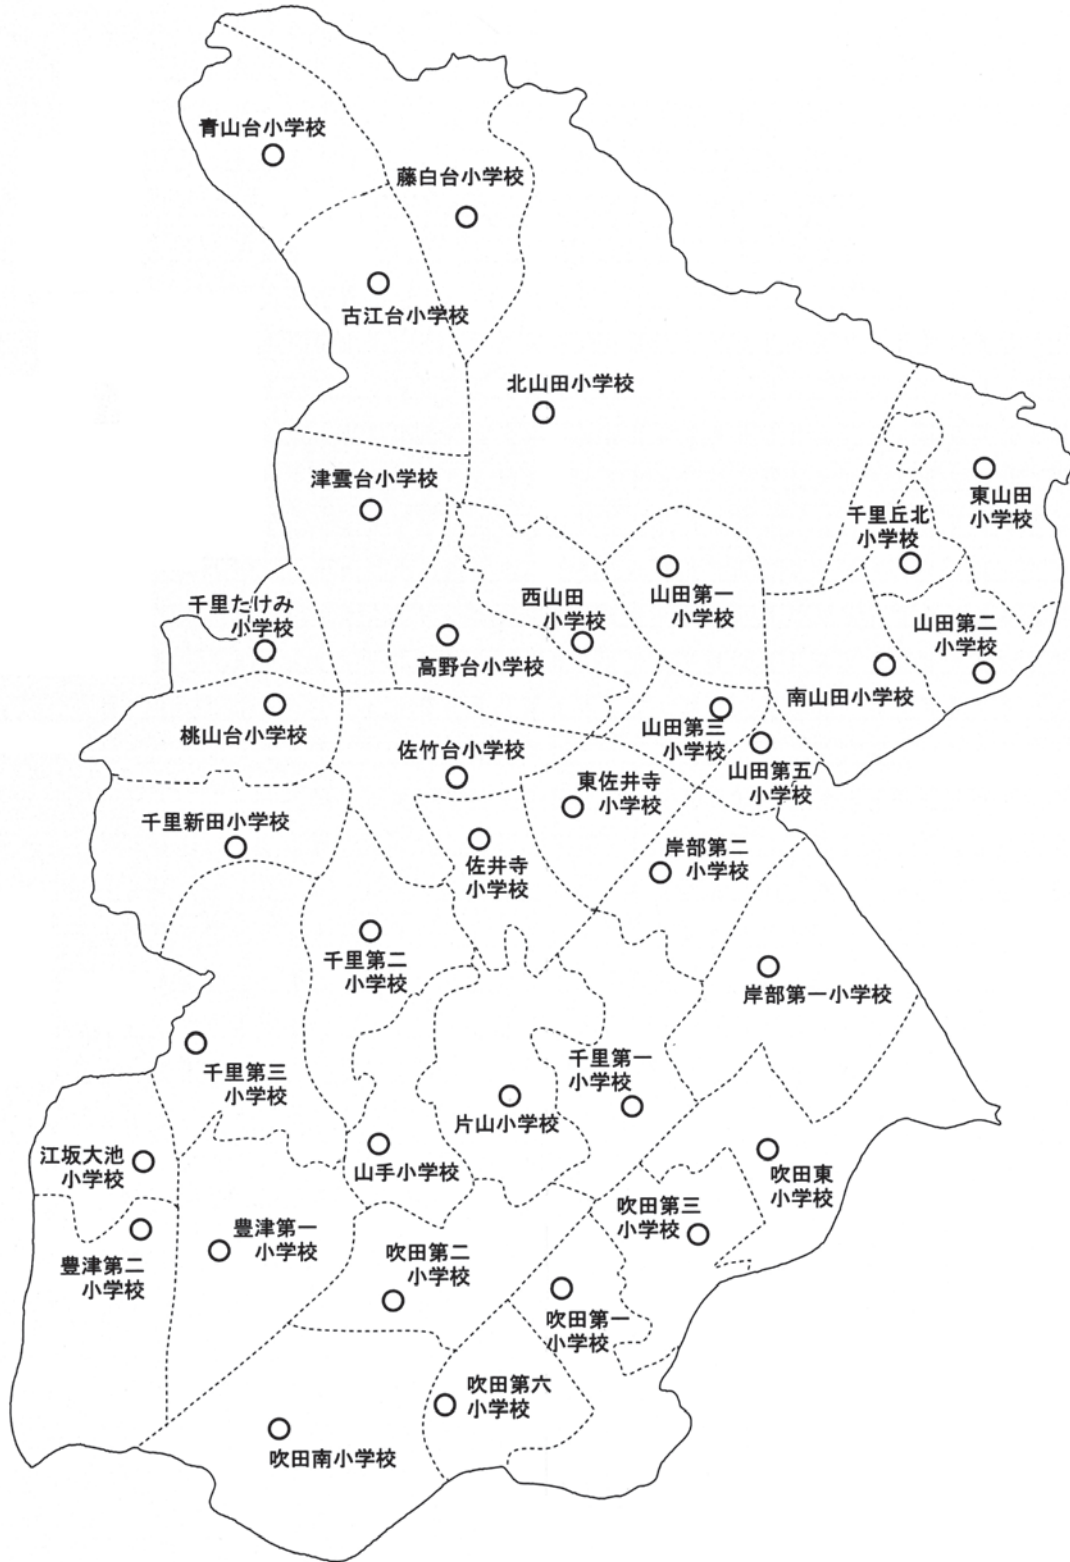 青山台小学校
藤白台小学校
古江台小学校
北山田小学校
津雲台小学校
東山田
小学校
千里丘北
小学校
千里たけみ
小学校
西山田
小学校
山田第一
小学校
山田第二
小学校
高野台小学校
南山田小学校
桃山台小学校
佐竹台小学校
山田第三
小学校
山田第五
小学校
東佐井寺
小学校
千里新田小学校
佐井寺
小学校
岸部第二
小学校
千里第二
小学校
岸部第一小学校
千里第三
小学校
千里第一
小学校
片山小学校
江坂大池
小学校
山手小学校
吹田東
小学校
吹田第三
小学校
豊津第一
小学校
豊津第二
小学校
吹田第二
小学校
吹田第一
小学校
吹田第六
小学校
吹田南小学校